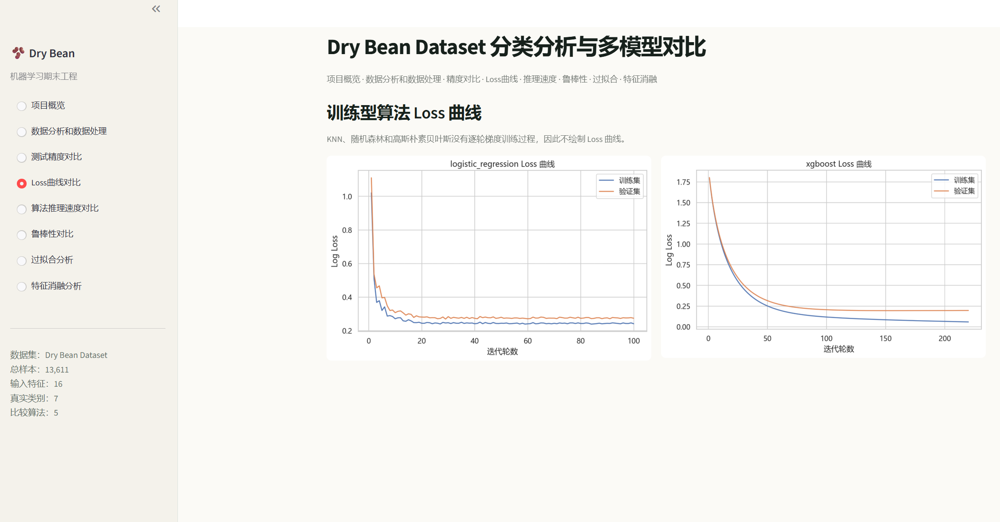 Dry Bean
机器学习期末工程
项目概览
数据分析和数据处理
测试精度对比
Loss曲线对比
算法推理速度对比
鲁棒性对比
过拟合分析
特征消融分析
数据集：Dry Bean Dataset
总样本：13,611
输入特征：16
真实类别：7
比较算法：5
Dry Bean Dataset 分类分析与多模型对比
项目概览 · 数据分析和数据处理 · 精度对比 · Loss曲线 · 推理速度 · 鲁棒性 · 过拟合 · 特征消融
训练型算法 Loss 曲线
KNN、随机森林和高斯朴素贝叶斯没有逐轮梯度训练过程，因此不绘制 Loss 曲线。
logistic_regression Loss 曲线
训练集
验证集
Log Loss
1.0
0.8
0.6
0.4
0.2
0 20 40 60 80 100
迭代轮数
xgboost Loss 曲线
训练集
验证集
Log Loss
1.75
1.50
1.25
1.00
0.75
0.50
0.25
0.00
0 50 100 150 200
迭代轮数